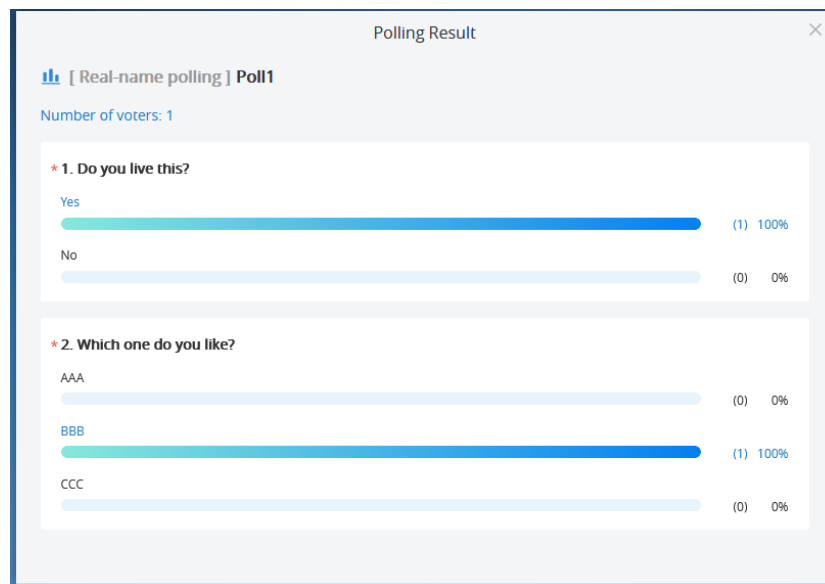 Polling Result
[ Real-name polling ] Poll1
Number of voters: 1
* 1. Do you live this?
Yes
(1) 100%
No
(0) 0%
* 2. Which one do you like?
AAA
(0) 0%
BBB
(1) 100%
CCC
(0) 0%